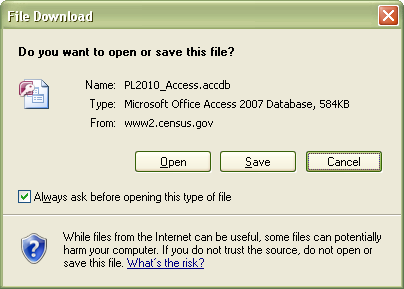 File Download
Do you want to open or save this file?
Name: PL2010_Access.accdb
Type: Microsoft Office Access 2007 Database, 584KB
From: www2.census.gov
Open Save Cancel
Always ask before opening this type of file
While files from the Internet can be useful, some files can potentially
harm your computer. If you do not trust the source, do not open or
save this file. What's the risk?